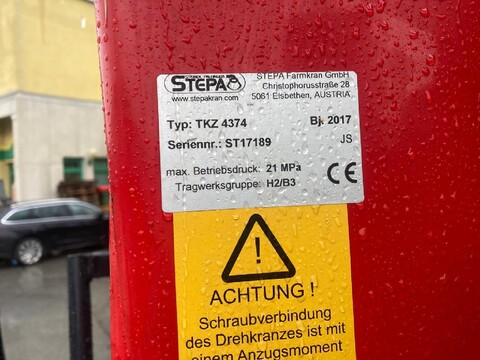 STEPA
www.stepakran.com
STEPA Farmkran GmbH
Christophorusstraße 28
5061 Elsbethen, AUSTRIA
Typ: TKZ 4374 Bj. 2017
Seriennr.: ST17189 JS
max. Betriebsdruck: 21 MPa
Tragwerksgruppe: H2/B3
CE
!
ACHTUNG !
Schraubverbindung
des Drehkranzes ist mit
einem Anzugsmoment